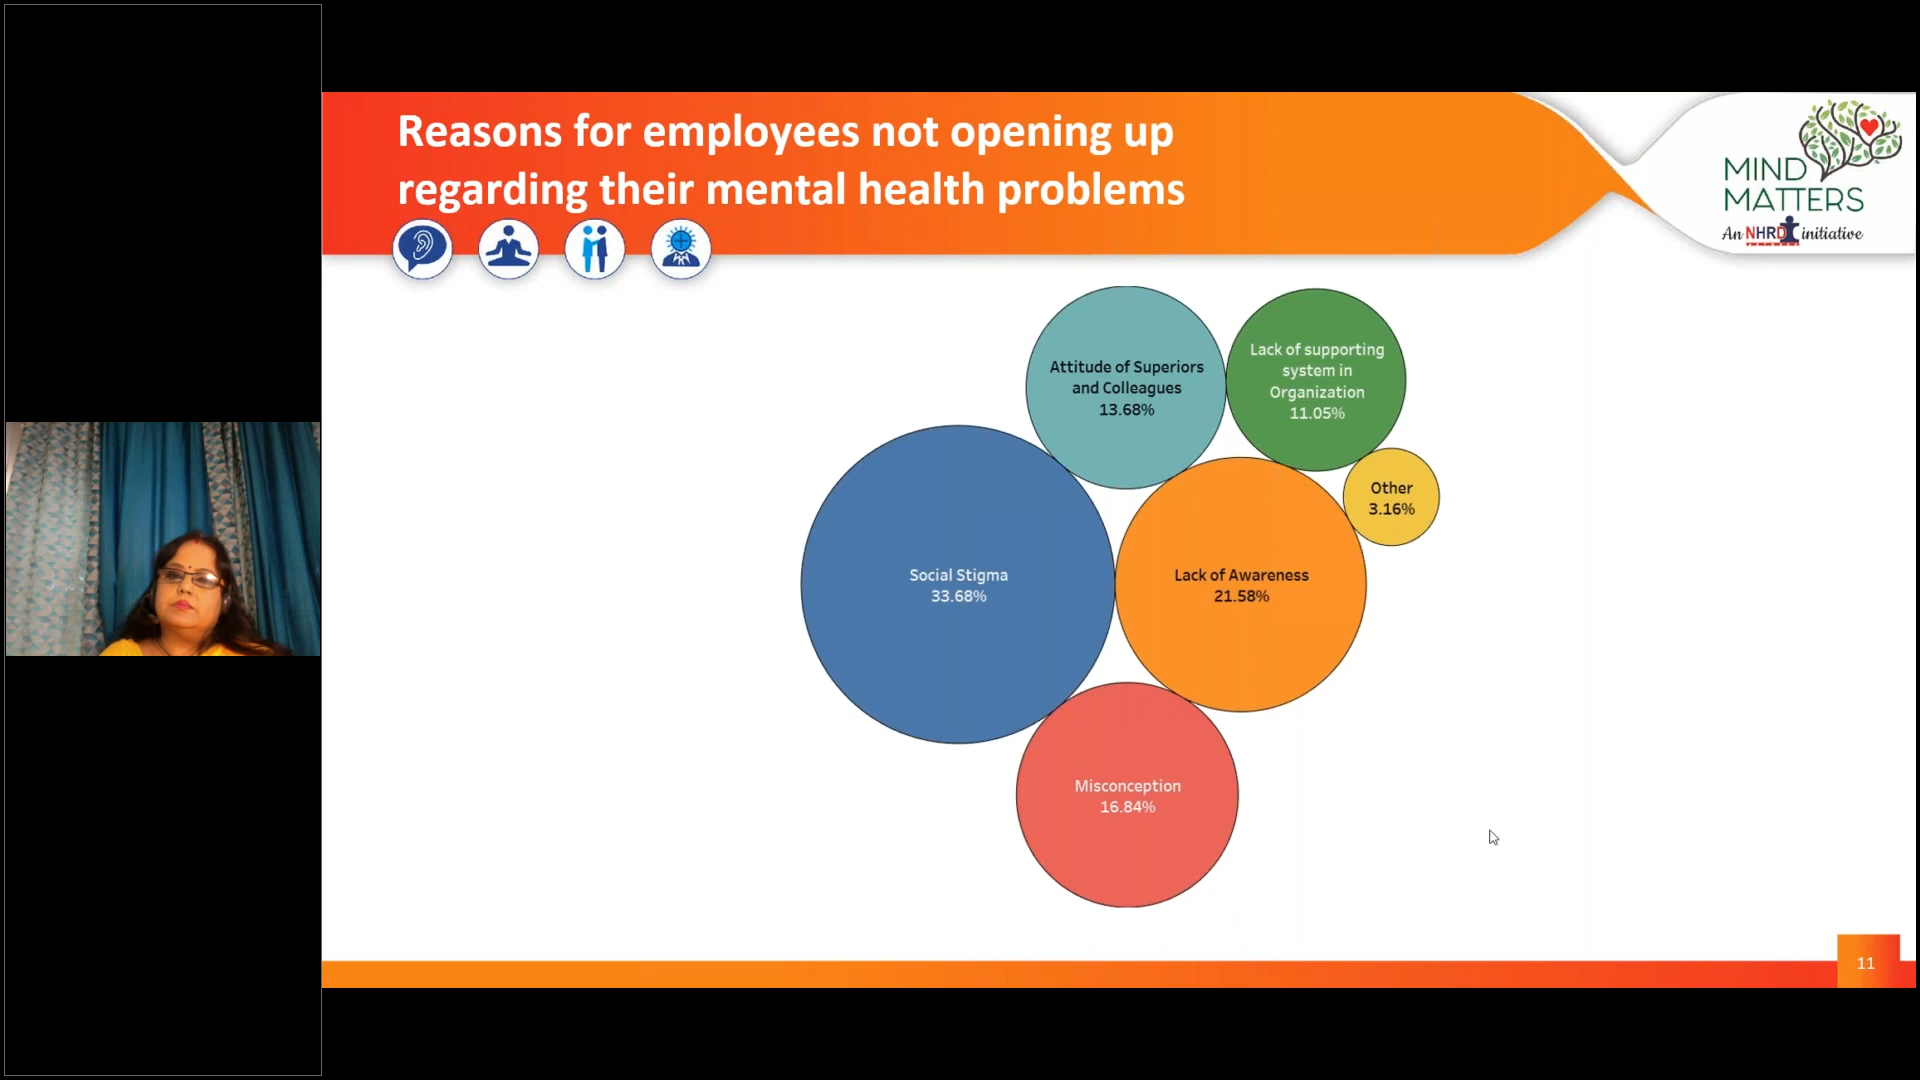 Reasons for employees not opening up
regarding their mental health problems
MIND
MATTERS
An NHRD initiative
Attitude of Superiors
and Colleagues
13.68%
Lack of supporting
system in
Organization
11.05%
Other
3.16%
Social Stigma
33.68%
Lack of Awareness
21.58%
Misconception
16.84%
11